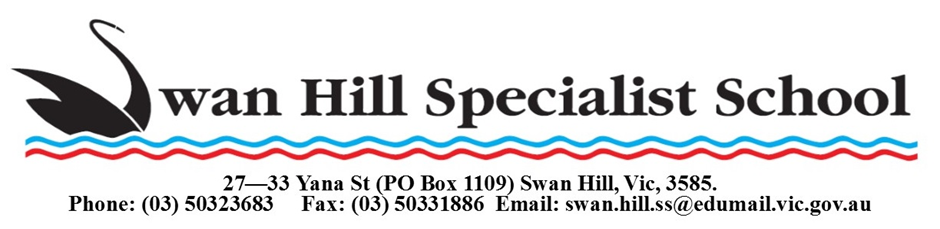 Swan Hill Specialist School
27—33 Yana St (PO Box 1109) Swan Hill, Vic, 3585.
Phone: (03) 50323683 Fax: (03) 50331886 Email: swan.hill.ss@edumail.vic.gov.au